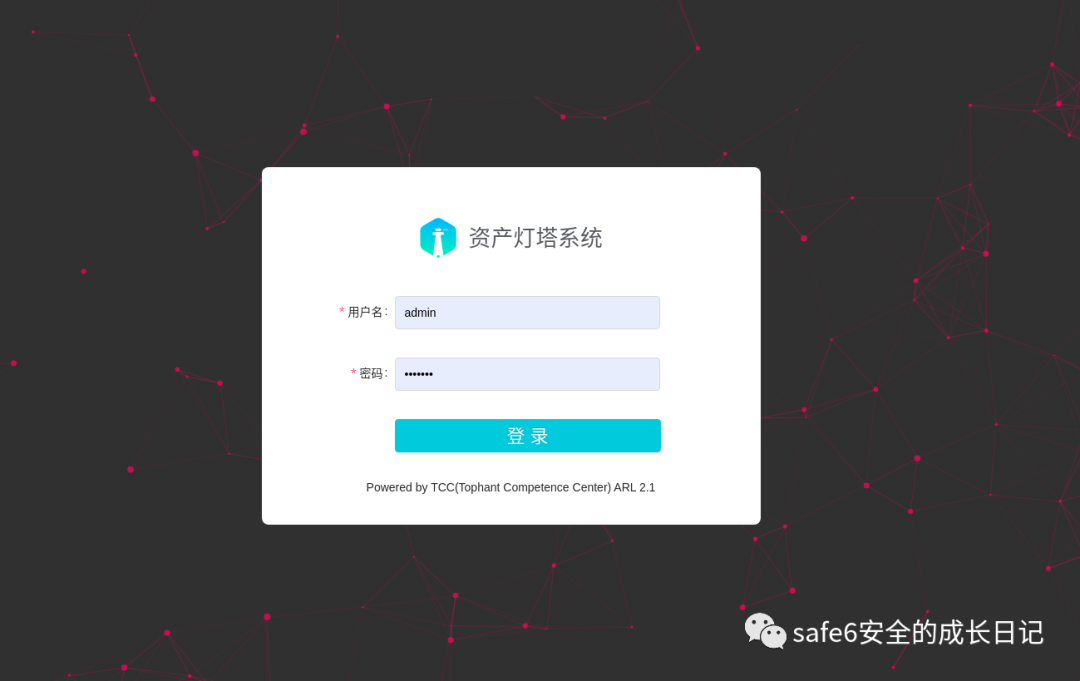 资产灯塔系统
* 用户名: admin
* 密码: •••••••
登 录
Powered by TCC(Tophant Competence Center) ARL 2.1
safe6安全的成长日记